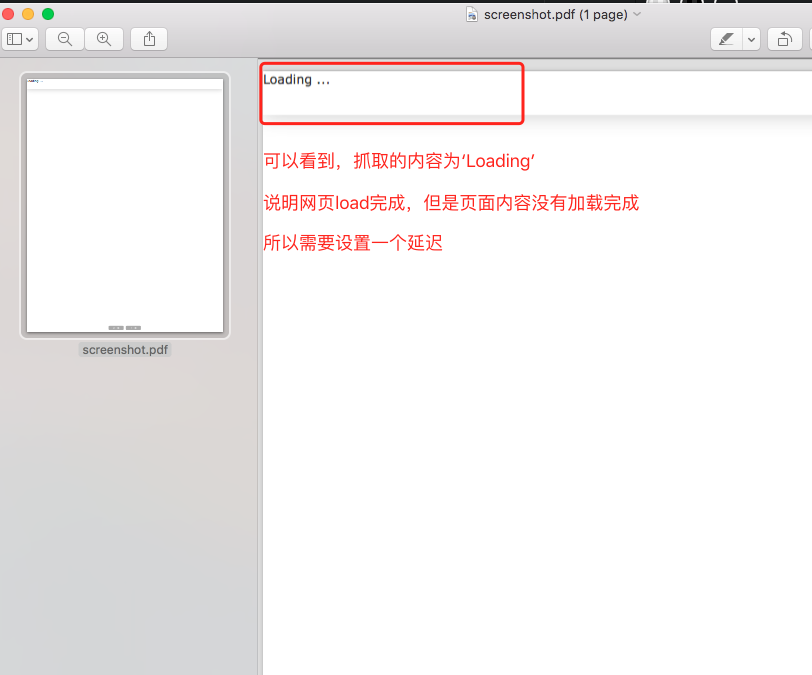 screenshot.pdf (1 page)
Loading ...
可以看到，抓取的内容为‘Loading‘
说明网页load完成，但是页面内容没有加载完成
所以需要设置一个延迟
screenshot.pdf